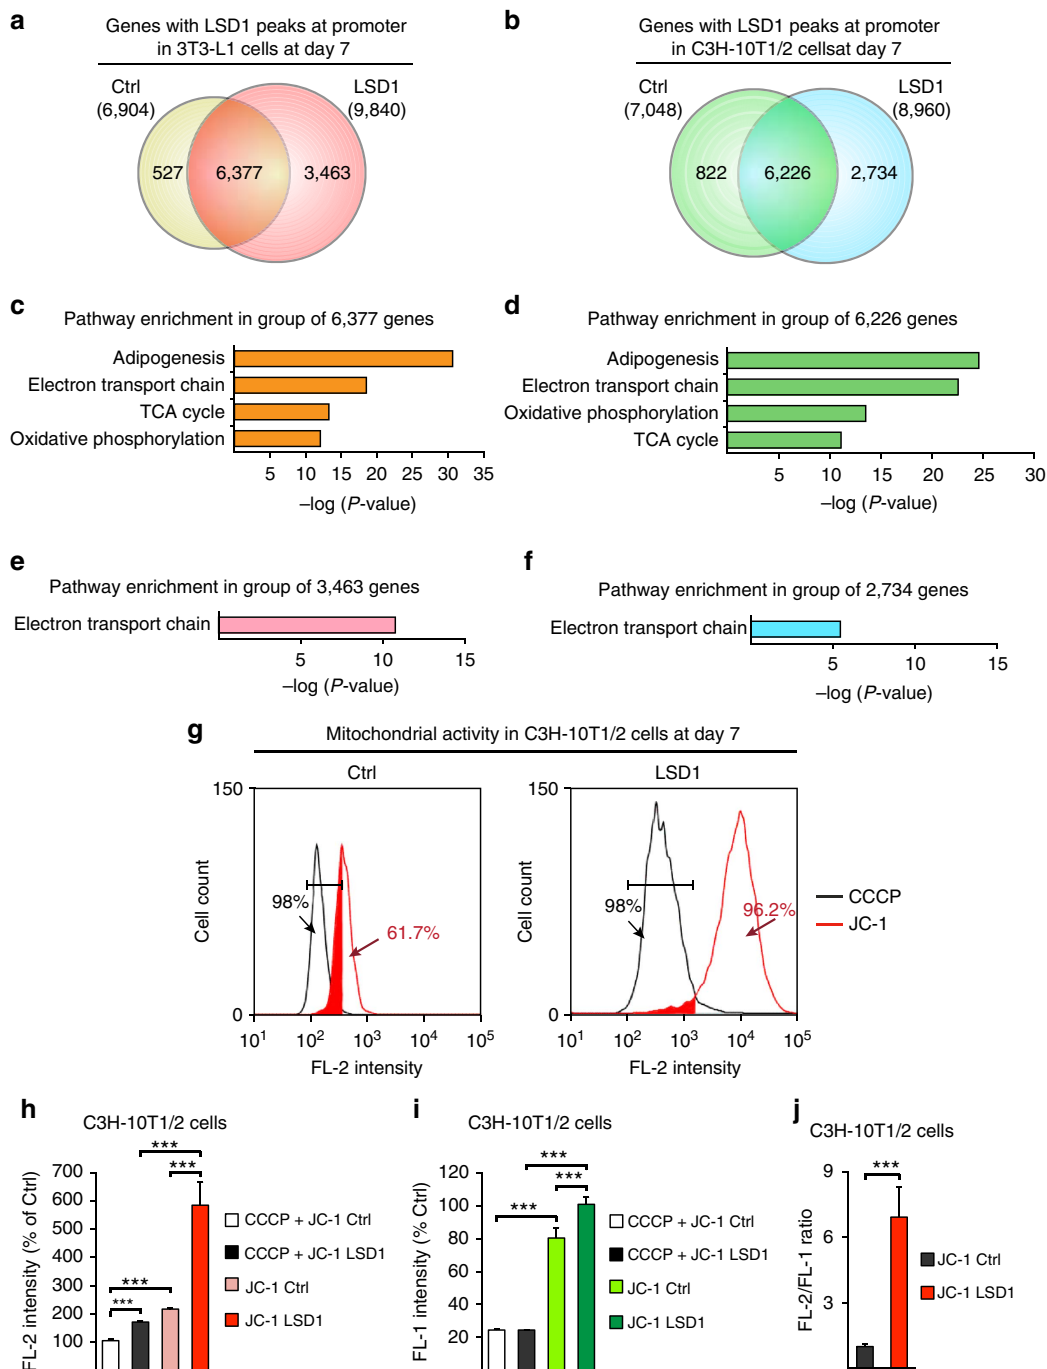 a
Genes with LSD1 peaks at promoter
in 3T3-L1 cells at day 7
Ctrl
(6,904)
LSD1
(9,840)
527
6,377
3,463
b
Genes with LSD1 peaks at promoter
in C3H-10T1/2 cellsat day 7
Ctrl
(7,048)
LSD1
(8,960)
822
6,226
2,734
c
Pathway enrichment in group of 6,377 genes
Adipogenesis
Electron transport chain
TCA cycle
Oxidative phosphorylation
5 10 15 20 25 30 35
–log (P-value)
d
Pathway enrichment in group of 6,226 genes
Adipogenesis
Electron transport chain
Oxidative phosphorylation
TCA cycle
5 10 15 20 25 30
–log (P-value)
e
Pathway enrichment in group of 3,463 genes
Electron transport chain
5 10 15
–log (P-value)
f
Pathway enrichment in group of 2,734 genes
Electron transport chain
5 10 15
–log (P-value)
g
Mitochondrial activity in C3H-10T1/2 cells at day 7
Ctrl
150
Cell count
98%
61.7%
0
10¹ 10² 10³ 10⁴ 10⁵
FL-2 intensity
LSD1
150
Cell count
98%
96.2%
0
10¹ 10² 10³ 10⁴ 10⁵
FL-2 intensity
CCCP
JC-1
h
C3H-10T1/2 cells
FL-2 intensity (% of Ctrl)
700
600
500
400
300
200
100
***
***
***
***
CCCP + JC-1 Ctrl
CCCP + JC-1 LSD1
JC-1 Ctrl
JC-1 LSD1
i
C3H-10T1/2 cells
FL-1 intensity (% Ctrl)
120
100
80
60
40
20
***
***
***
CCCP + JC-1 Ctrl
CCCP + JC-1 LSD1
JC-1 Ctrl
JC-1 LSD1
j
C3H-10T1/2 cells
FL-2/FL-1 ratio
9
6
3
***
JC-1 Ctrl
JC-1 LSD1